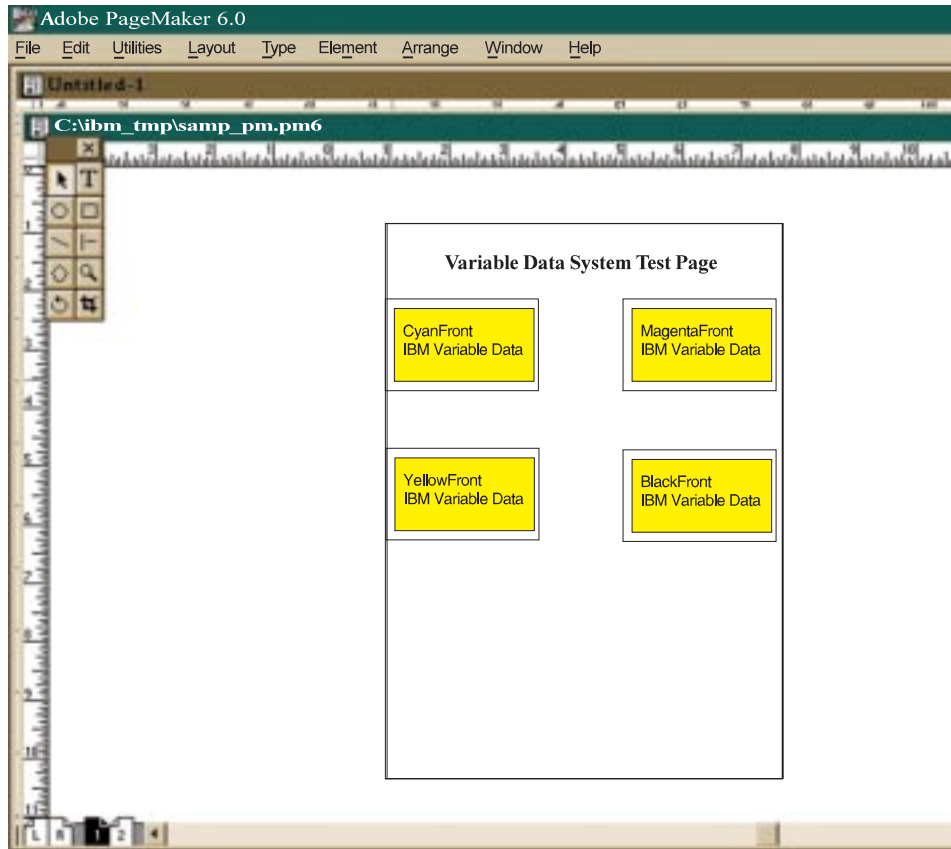 Adobe PageMaker 6.0
File Edit Utilities Layout Type Element Arrange Window Help
Untitled-1
C:\ibm_tmp\samp_pm.pm6
T
Variable Data System Test Page
CyanFront
IBM Variable Data
MagentaFront
IBM Variable Data
YellowFront
IBM Variable Data
BlackFront
IBM Variable Data
L R 1 2